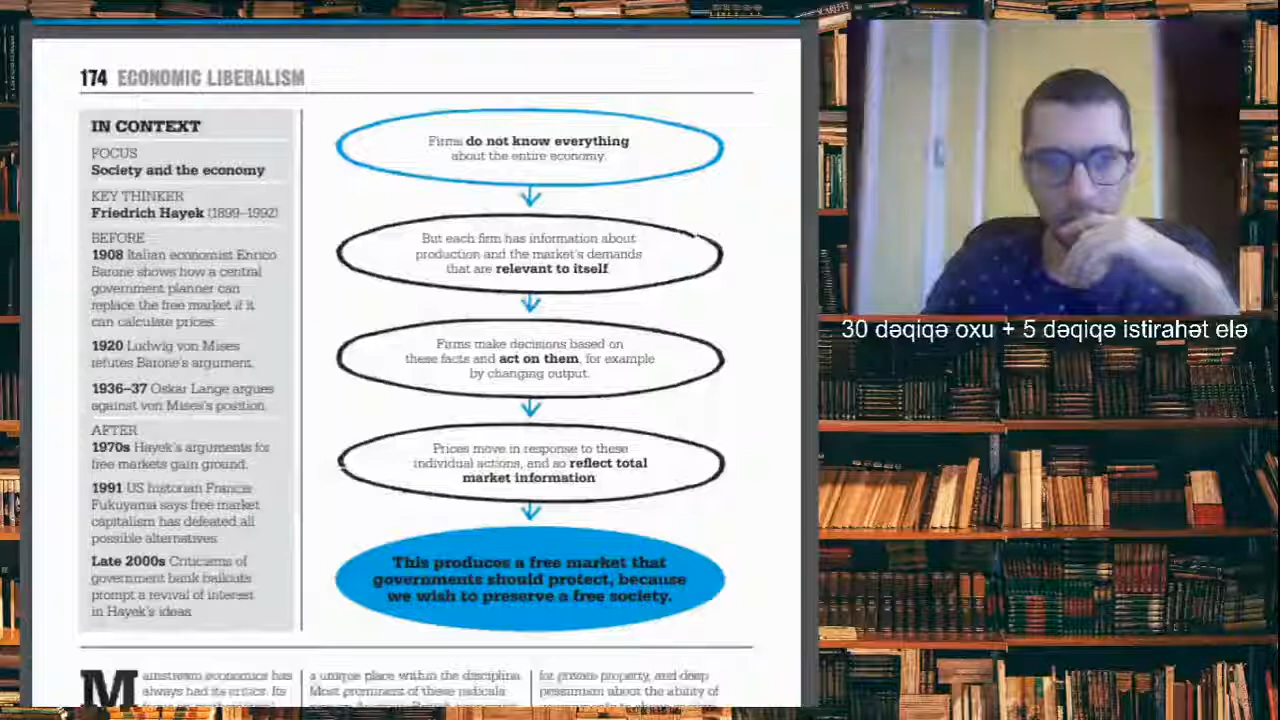 174 ECONOMIC LIBERALISM
IN CONTEXT
FOCUS
Society and the economy
KEY THINKER
Friedrich Hayek (1899–1992)
BEFORE
1908 Italian economist Enrico
Barone shows how a central
government planner can
replace the free market if it
can calculate prices.
1920 Ludwig von Mises
refutes Barone's argument.
1936–37 Oskar Lange argues
against von Mises's position.
AFTER
1970s Hayek's arguments for
free markets gain ground.
1991 US historian Francis
Fukuyama says free market
capitalism has defeated all
possible alternatives.
Late 2000s Criticisms of
government bank bailouts
prompt a revival of interest
in Hayek's ideas.
Firms do not know everything
about the entire economy.
But each firm has information about
production and the market's demands
that are relevant to itself.
Firms make decisions based on
these facts and act on them, for example
by changing output.
Prices move in response to these
individual actions, and so reflect total
market information.
This produces a free market that
governments should protect, because
we wish to preserve a free society.
Mainstream economics has
always had its critics. Its
a unique place within the discipline.
Most prominent of these radicals
for private property, and deep
pessimism about the ability of
30 dəqiqə oxu + 5 dəqiqə istirahət elə